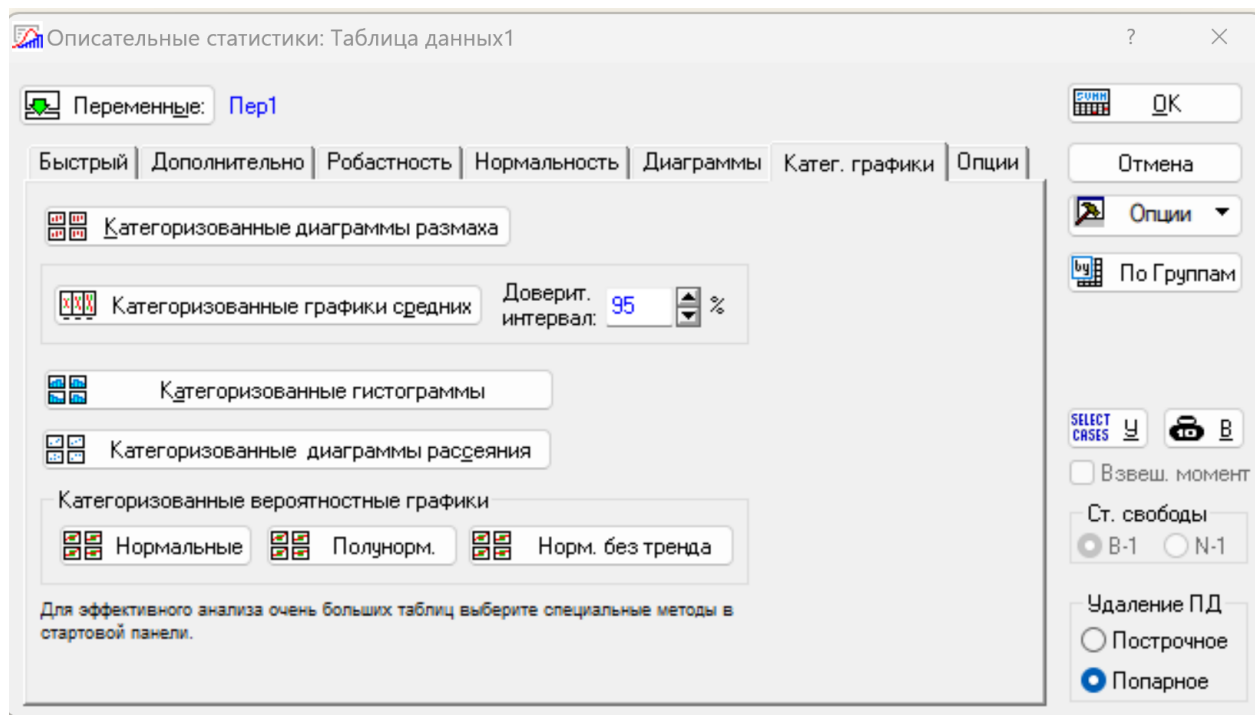 Описательные статистики: Таблица данных1
? ×
Переменные: Пер1
SUMM OK
Быстрый Дополнительно Робастность Нормальность Диаграммы Катег. графики Опции
Отмена
Категоризованные диаграммы размаха
Опции
Категоризованные графики средних
Доверит.
интервал: 95 %
by По Группам
Категоризованные гистограммы
SELECT
CASES У
В
Категоризованные диаграммы рассеяния
Взвеш. момент
Категоризованные вероятностные графики
Нормальные Полунорм. Норм. без тренда
Ст. свободы
В-1 N-1
Для эффективного анализа очень больших таблиц выберите специальные методы в
стартовой панели.
Удаление ПД
Построчное
Попарное